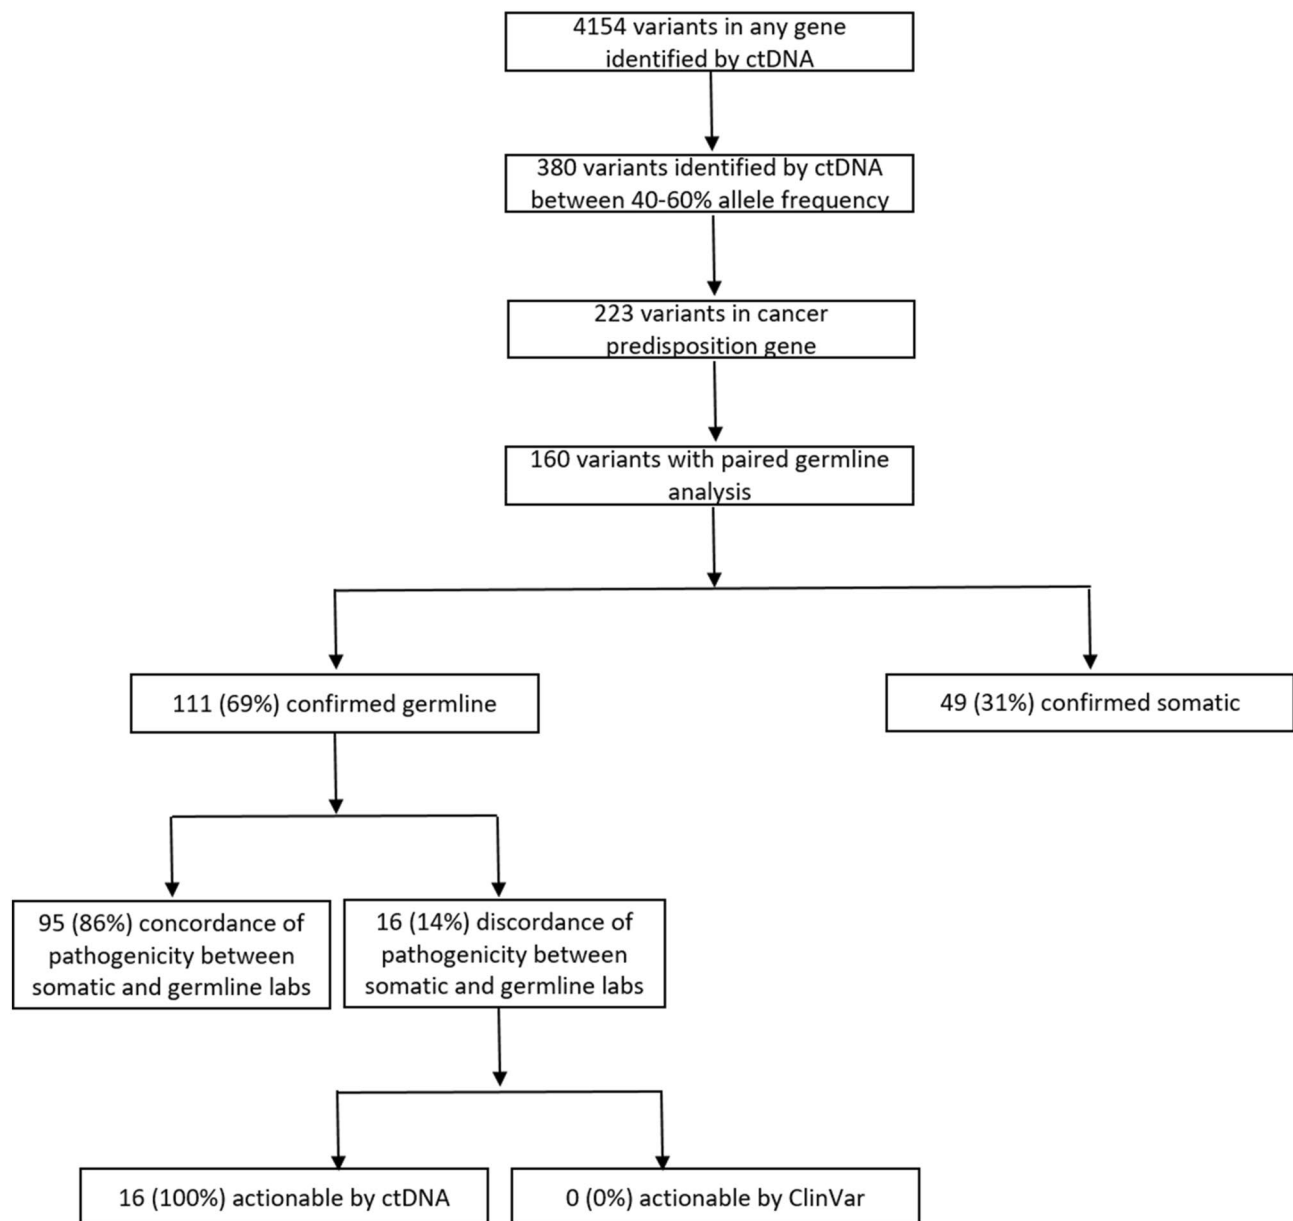 4154 variants in any gene
identified by ctDNA
380 variants identified by ctDNA
between 40-60% allele frequency
223 variants in cancer
predisposition gene
160 variants with paired germline
analysis
111 (69%) confirmed germline
49 (31%) confirmed somatic
95 (86%) concordance of
pathogenicity between
somatic and germline labs
16 (14%) discordance of
pathogenicity between
somatic and germline labs
16 (100%) actionable by ctDNA
0 (0%) actionable by ClinVar